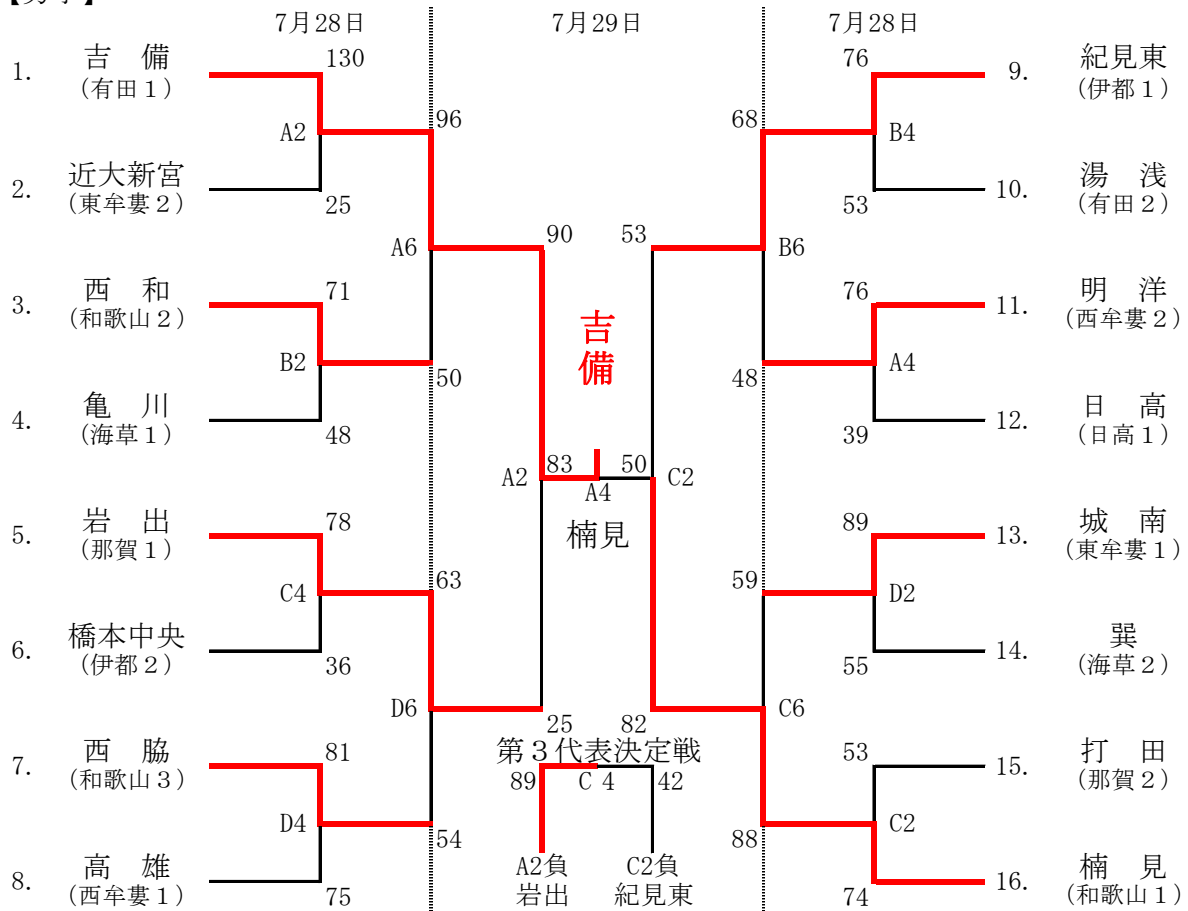 7月28日 7月29日 7月28日
1. 吉 備 (有田1) 130
2. 近大新宮 (東牟婁2) 25
A2
3. 西 和 (和歌山2) 71
4. 亀 川 (海草1) 48
B2
5. 岩 出 (那賀1) 78
6. 橋本中央 (伊都2) 36
C4
7. 西 脇 (和歌山3) 81
8. 高 雄 (西牟婁1) 75
D4
96
A6
50
63
D6
54
90
A2
25
吉備
83 50
A4
楠見
53
C2
82
第3代表決定戦
89 C 4 42
A2負 C2負
岩出 紀見東
68
B6
48
59
C6
88
76 紀見東 9. (伊都1)
B4
53 湯 浅 10. (有田2)
76 明 洋 11. (西牟婁2)
A4
39 日 高 12. (日高1)
89 城 南 13. (東牟婁1)
D2
55 巽 14. (海草2)
53 打 田 15. (那賀2)
C2
74 楠 見 16. (和歌山1)